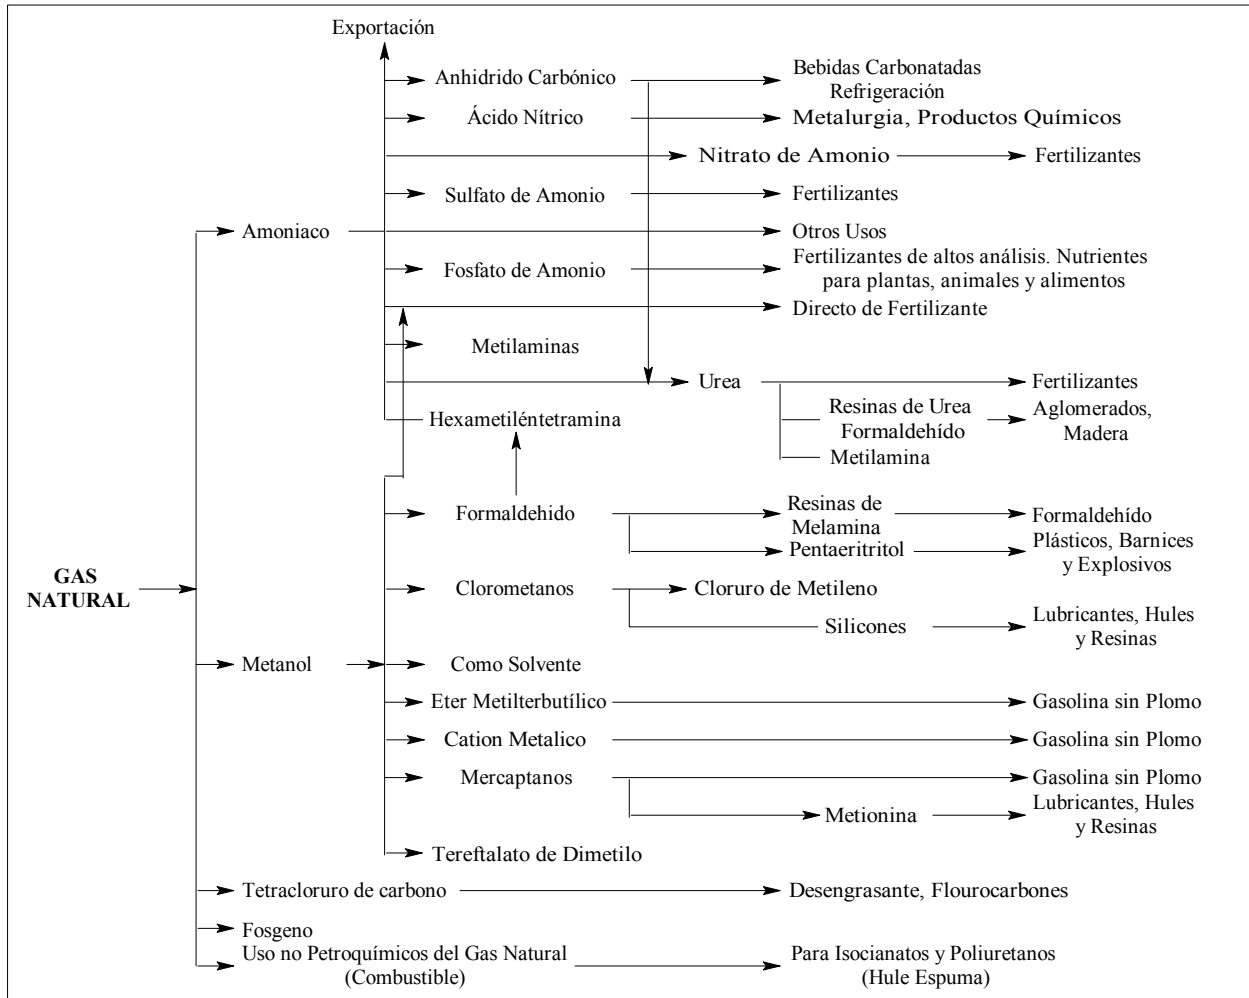 Exportación
Anhidrido Carbónico
Bebidas Carbonatadas
Refrigeración
Ácido Nítrico
Metalurgia, Productos Químicos
Nitrato de Amonio
Fertilizantes
Sulfato de Amonio
Fertilizantes
Amoniaco
Otros Usos
Fosfato de Amonio
Fertilizantes de altos análisis. Nutrientes
para plantas, animales y alimentos
Directo de Fertilizante
Metilaminas
Urea
Fertilizantes
Hexametiléntetramina
Resinas de Urea
Formaldehído
Aglomerados,
Madera
Metilamina
Formaldehido
Resinas de
Melamina
Formaldehído
Pentaeritritol
Plásticos, Barnices
y Explosivos
GAS
NATURAL
Clorometanos
Cloruro de Metileno
Silicones
Lubricantes, Hules
y Resinas
Metanol
Como Solvente
Eter Metilterbutílico
Gasolina sin Plomo
Cation Metalico
Gasolina sin Plomo
Mercaptanos
Gasolina sin Plomo
Metionina
Lubricantes, Hules
y Resinas
Tereftalato de Dimetilo
Tetracloruro de carbono
Desengrasante, Flourocarbones
Fosgeno
Uso no Petroquímicos del Gas Natural
(Combustible)
Para Isocianatos y Poliuretanos
(Hule Espuma)